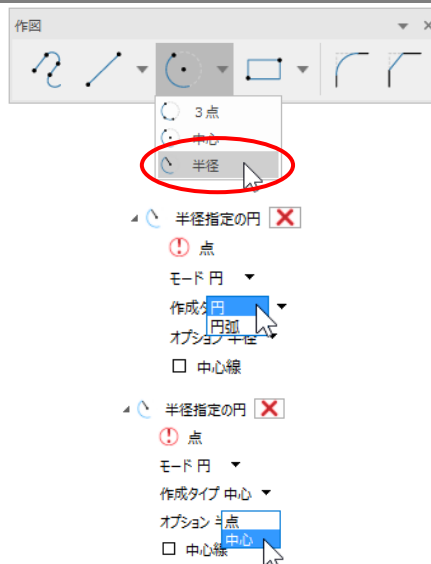 作図
3点
中心
半径
半径指定の円
点
モード 円
作成タ 円
円弧
オプション 半径
中心線
半径指定の円
点
モード 円
作成タイプ 中心
オプション 点
中心
中心線